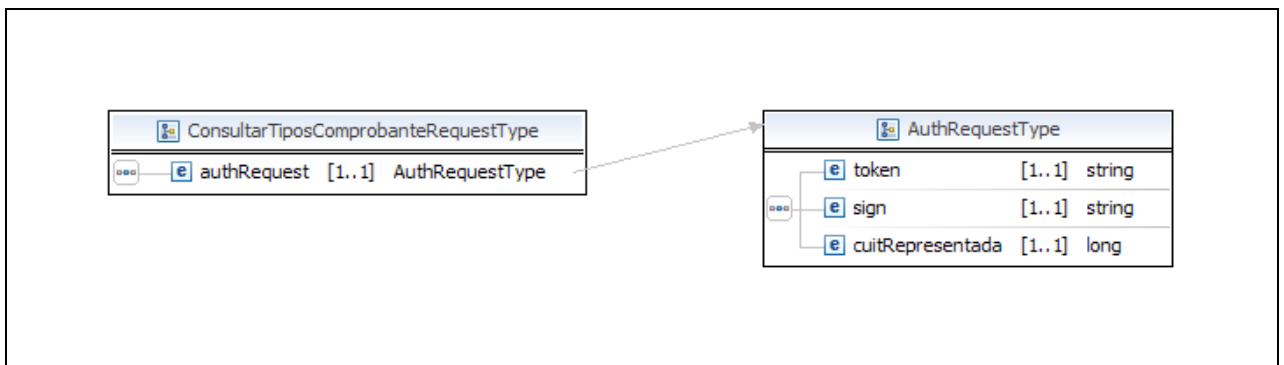 ConsultarTiposComprobanteRequestType
e authRequest [1..1] AuthRequestType
AuthRequestType
e token [1..1] string
e sign [1..1] string
e cuitRepresentada [1..1] long